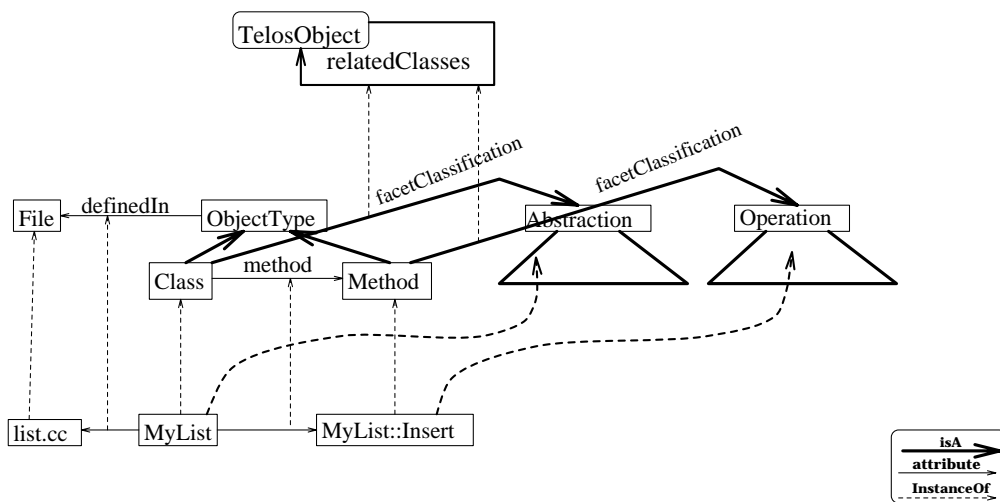 TelosObject
relatedClasses
facetClassification
facetClassification
File
definedIn
ObjectType
Abstraction
Operation
Class
method
Method
list.cc
MyList
MyList::Insert
isA
attribute
InstanceOf